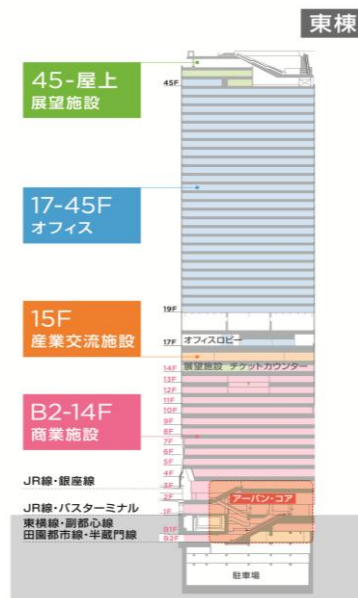 東棟
45-屋上
展望施設
45F
17-45F
オフィス
19F
15F
産業交流施設
17F
オフィスロビー
展望施設 チケットカウンター
14F
13F
12F
11F
10F
9F
8F
7F
6F
5F
4F
3F
2F
1F
B1F
B2F
B2-14F
商業施設
JR線・銀座線
アーバン・コア
JR線・バスターミナル
東横線・副都心線
田園都市線・半蔵門線
駐車場